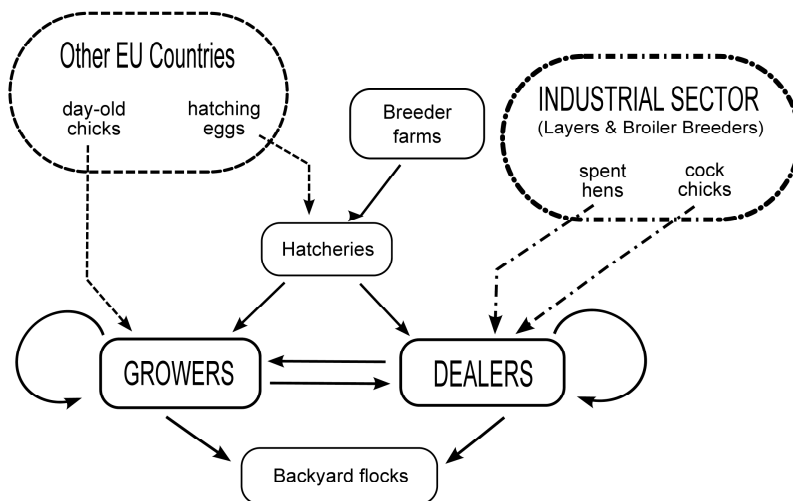 Other EU Countries
day-old
chicks
hatching
eggs
Breeder
farms
INDUSTRIAL SECTOR
(Layers & Broiler Breeders)
spent
hens
cock
chicks
Hatcheries
GROWERS
DEALERS
Backyard flocks